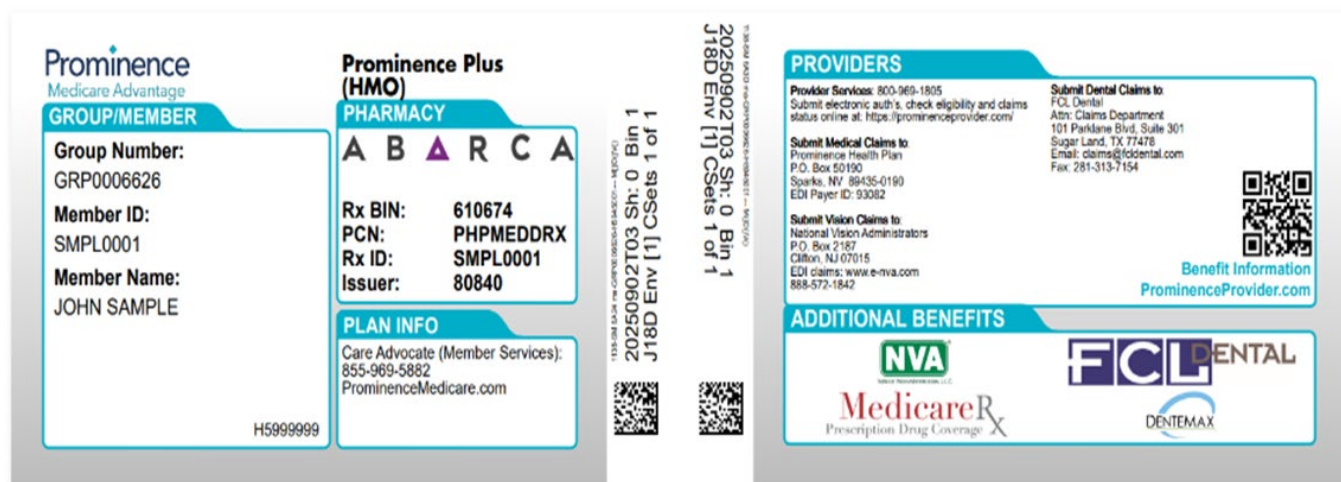 Prominence
Medicare Advantage
GROUP/MEMBER
Group Number:
GRP0006626
Member ID:
SMPL0001
Member Name:
JOHN SAMPLE
H5999999
Prominence Plus
(HMO)
PHARMACY
ABARCA
Rx BIN: 610674
PCN: PHPMEDDRX
Rx ID: SMPL0001
Issuer: 80840
PLAN INFO
Care Advocate (Member Services):
855-969-5882
ProminenceMedicare.com
20250902T03 Sh: 0 Bin 1
J18D Env [1] CSets 1 of 1
20250902T03 Sh: 0 Bin 1
J18D Env [1] CSets 1 of 1
PROVIDERS
Provider Services: 800-969-1805
Submit electronic auth's, check eligibility and claims
status online at: https://prominenceprovider.com/
Submit Medical Claims to:
Prominence Health Plan
P.O. Box 50190
Sparks, NV 89435-0190
EDI Payer ID: 93082
Submit Vision Claims to:
National Vision Administrators
P.O. Box 2187
Clifton, NJ 07015
EDI claims: www.e-nva.com
888-572-1842
Submit Dental Claims to:
FCL Dental
Attn: Claims Department
101 Parklane Blvd, Suite 301
Sugar Land, TX 77478
Email: claims@fcldental.com
Fax: 281-313-7154
Benefit Information
ProminenceProvider.com
ADDITIONAL BENEFITS
NVA
FCL DENTAL
MedicareRx
Prescription Drug Coverage
DENTEMAX